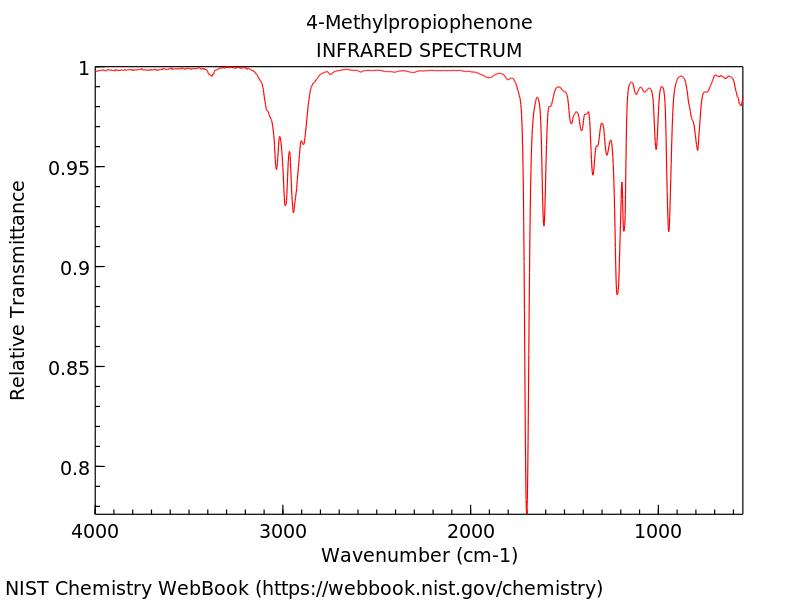 4-Methylpropiophenone
INFRARED SPECTRUM
1
0.95
0.9
0.85
0.8
Relative Transmittance
4000
3000
2000
1000
Wavenumber (cm-1)
NIST Chemistry WebBook (https://webbook.nist.gov/chemistry)